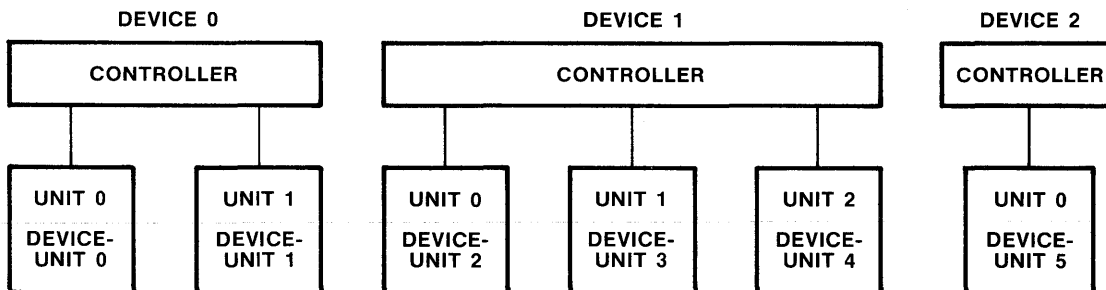 DEVICE 0
DEVICE 1
DEVICE 2
CONTROLLER
CONTROLLER
CONTROLLER
UNIT 0
DEVICE-
UNIT 0
UNIT 1
DEVICE-
UNIT 1
UNIT 0
DEVICE-
UNIT 2
UNIT 1
DEVICE-
UNIT 3
UNIT 2
DEVICE-
UNIT 4
UNIT 0
DEVICE-
UNIT 5